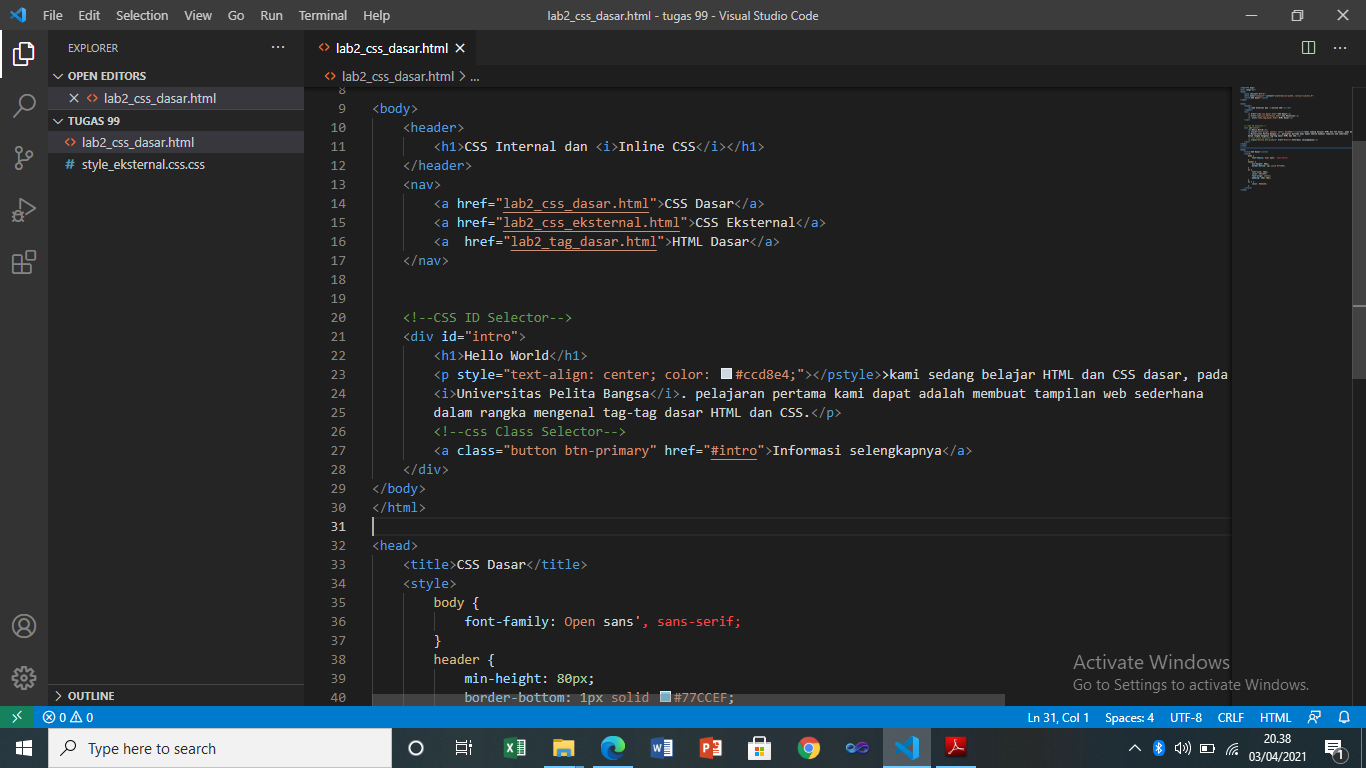 File Edit Selection View Go Run Terminal Help
lab2_css_dasar.html - tugas 99 - Visual Studio Code
EXPLORER
OPEN EDITORS
lab2_css_dasar.html
TUGAS 99
lab2_css_dasar.html
style_eksternal.css.css
OUTLINE
lab2_css_dasar.html
lab2_css_dasar.html > ...
8
9 <body>
10 <header>
11 <h1>CSS Internal dan <i>Inline CSS</i></h1>
12 </header>
13 <nav>
14 <a href="lab2_css_dasar.html">CSS Dasar</a>
15 <a href="lab2_css_eksternal.html">CSS Eksternal</a>
16 <a  href="lab2_tag_dasar.html">HTML Dasar</a>
17 </nav>
18
19
20 <!--CSS ID Selector-->
21 <div id="intro">
22 <h1>Hello World</h1>
23 <p style="text-align: center; color: #ccd8e4;"></pstyle>>kami sedang belajar HTML dan CSS dasar, pada
24 <i>Universitas Pelita Bangsa</i>. pelajaran pertama kami dapat adalah membuat tampilan web sederhana
25 dalam rangka mengenal tag-tag dasar HTML dan CSS.</p>
26 <!--css Class Selector-->
27 <a class="button btn-primary" href="#intro">Informasi selengkapnya</a>
28 </div>
29 </body>
30 </html>
31
32 <head>
33 <title>CSS Dasar</title>
34 <style>
35 body {
36 font-family: Open sans', sans-serif;
37 }
38 header {
39 min-height: 80px;
40 border-bottom: 1px solid #77CCEF;
Activate Windows
Go to Settings to activate Windows.
0 0
Ln 31, Col 1 Spaces: 4 UTF-8 CRLF HTML
Type here to search
20.38
03/04/2021
1